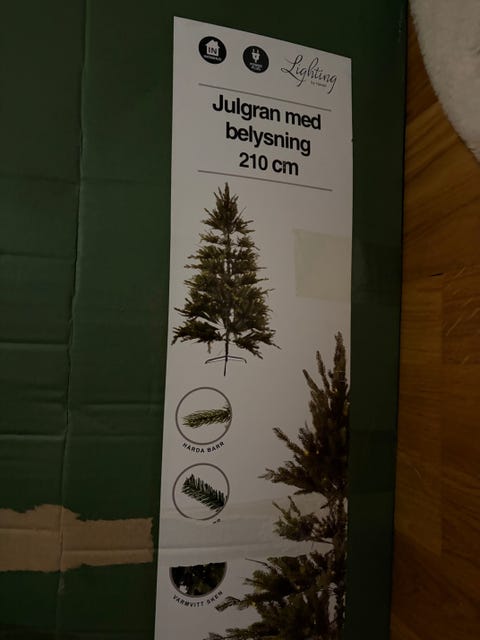 IN
Lighting
Julgran med
belysning
210 cm
HÅRDA BARR
VARMVITT SKEN